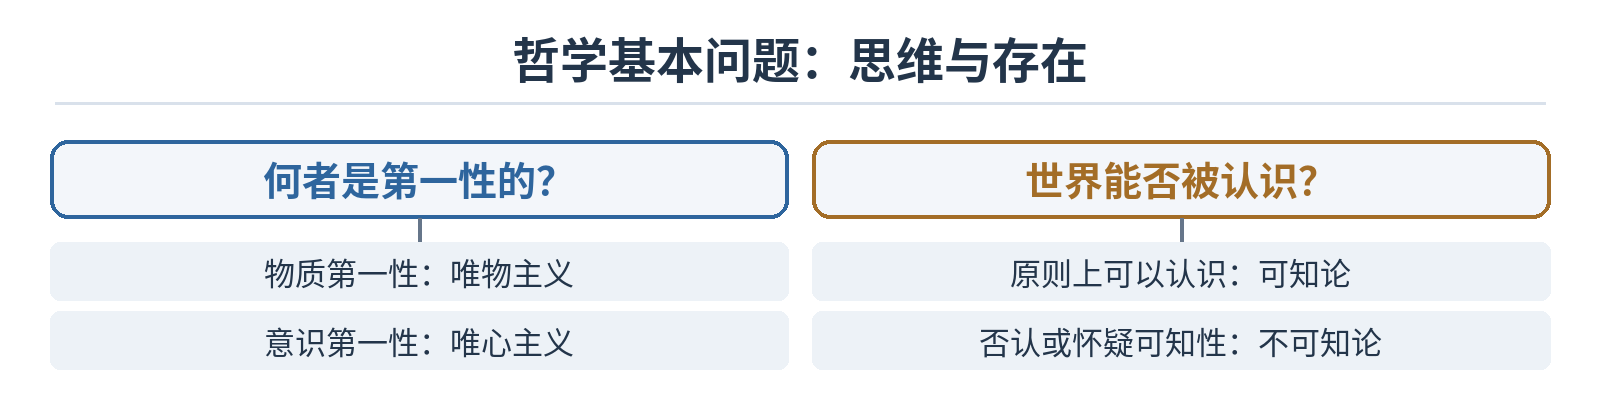 哲学基本问题：思维与存在
何者是第一性的？
物质第一性：唯物主义
意识第一性：唯心主义
世界能否被认识？
原则上可以认识：可知论
否认或怀疑可知性：不可知论